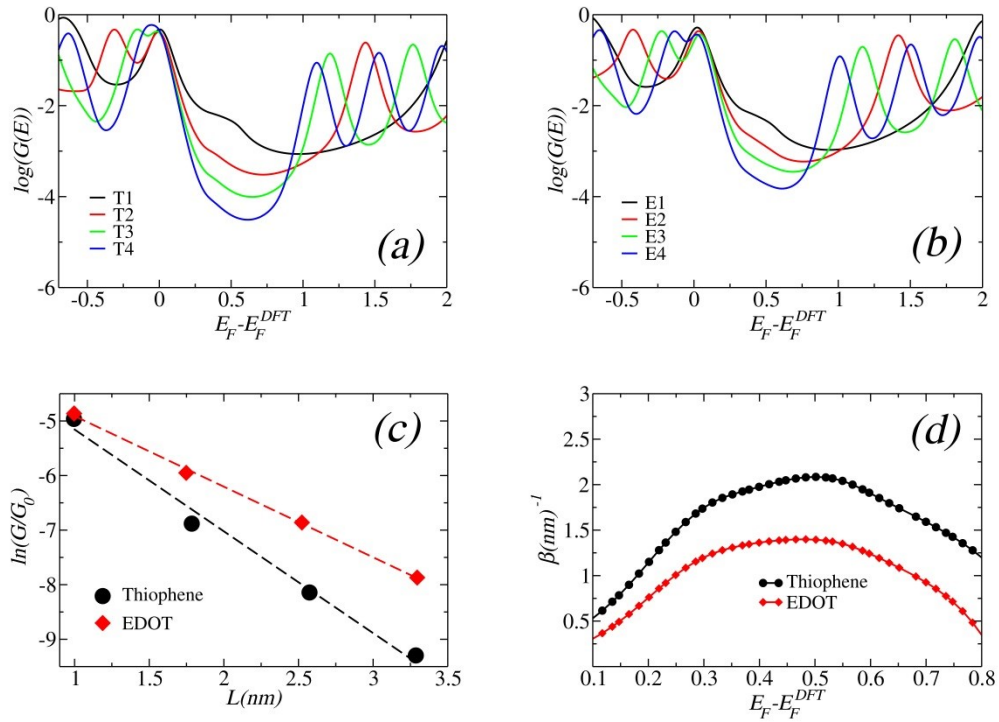 0
-2
-4
-6
log(G(E))
T1
T2
T3
T4
(a)
-0.5 0 0.5 1 1.5 2
E_F-E_F^{DFT}
0
-2
-4
-6
log(G(E))
E1
E2
E3
E4
(b)
-0.5 0 0.5 1 1.5 2
E_F-E_F^{DFT}
-5
-6
-7
-8
-9
ln(G/G_0)
(c)
Thiophene
EDOT
1 1.5 2 2.5 3 3.5
L(nm)
3
2.5
2
1.5
1
0.5
β(nm)^{-1}
(d)
Thiophene
EDOT
0.1 0.2 0.3 0.4 0.5 0.6 0.7 0.8
E_F-E_F^{DFT}